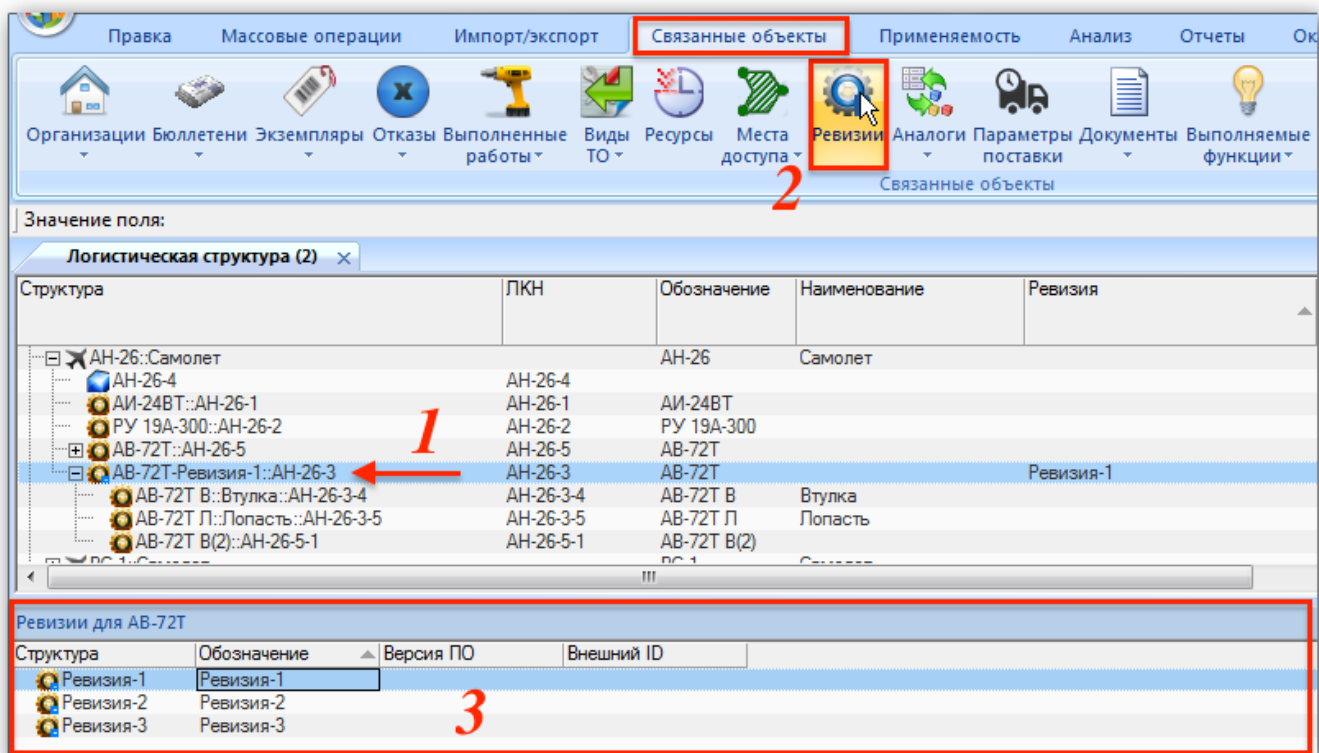 Правка Массовые операции Импорт/экспорт Связанные объекты Применяемость Анализ Отчеты Ок
Организации Бюллетени Экземпляры Отказы Выполненные работы Виды ТО Ресурсы Места доступа Ревизии Аналоги Параметры поставки Документы Выполняемые функции
2
Связанные объекты
Значение поля:
Логистическая структура (2)
Структура ЛКН Обозначение Наименование Ревизия
АН-26::Самолет АН-26 Самолет
АН-26-4 АН-26-4
АИ-24ВТ::АН-26-1 АН-26-1 АИ-24ВТ
РУ 19А-300::АН-26-2 АН-26-2 РУ 19А-300
1
АВ-72Т::АН-26-5 АН-26-5 АВ-72Т
АВ-72Т-Ревизия-1::АН-26-3 АН-26-3 АВ-72Т Ревизия-1
АВ-72Т В::Втулка::АН-26-3-4 АН-26-3-4 АВ-72Т В Втулка
АВ-72Т Л::Лопасть::АН-26-3-5 АН-26-3-5 АВ-72Т Л Лопасть
АВ-72Т В(2)::АН-26-5-1 АН-26-5-1 АВ-72Т В(2)
Ревизии для АВ-72Т
Структура Обозначение Версия ПО Внешний ID
Ревизия-1 Ревизия-1
Ревизия-2 Ревизия-2
Ревизия-3 Ревизия-3
3